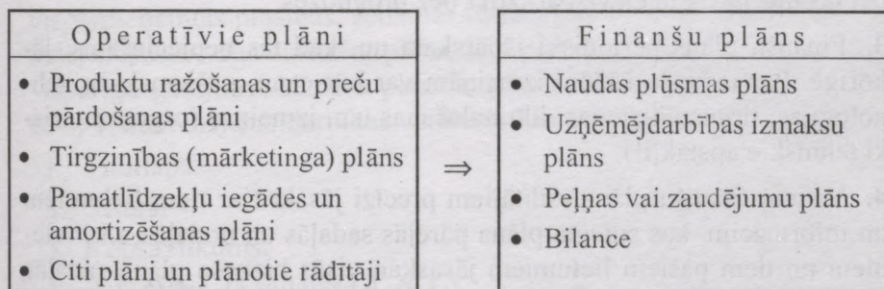 Operatīvie plāni
• Produktu ražošanas un preču
pārdošanas plāni
• Tirgzinības (mārketinga) plāns
• Pamatlīdzekļu iegādes un
amortizēšanas plāni
• Citi plāni un plānotie rādītāji
⇒
Finanšu plāns
• Naudas plūsmas plāns
• Uzņēmējdarbības izmaksu
plāns
• Peļņas vai zaudējumu plāns
• Bilance